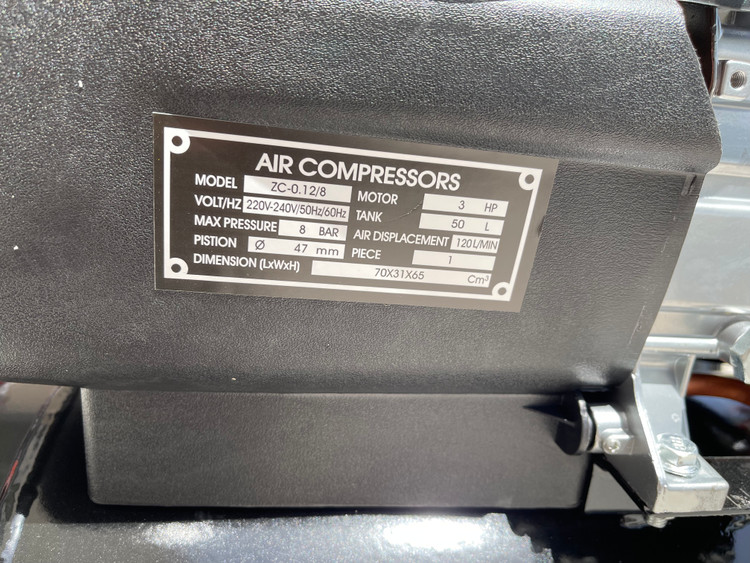 AIR COMPRESSORS
MODEL ZC-0.12/8 MOTOR 3 HP
VOLT/HZ 220V-240V/50Hz/60Hz TANK 50 L
MAX PRESSURE 8 BAR AIR DISPLACEMENT 120L/MIN
PISTION Ø 47 mm PIECE 1
DIMENSION (LxWxH) 70X31X65 Cm³